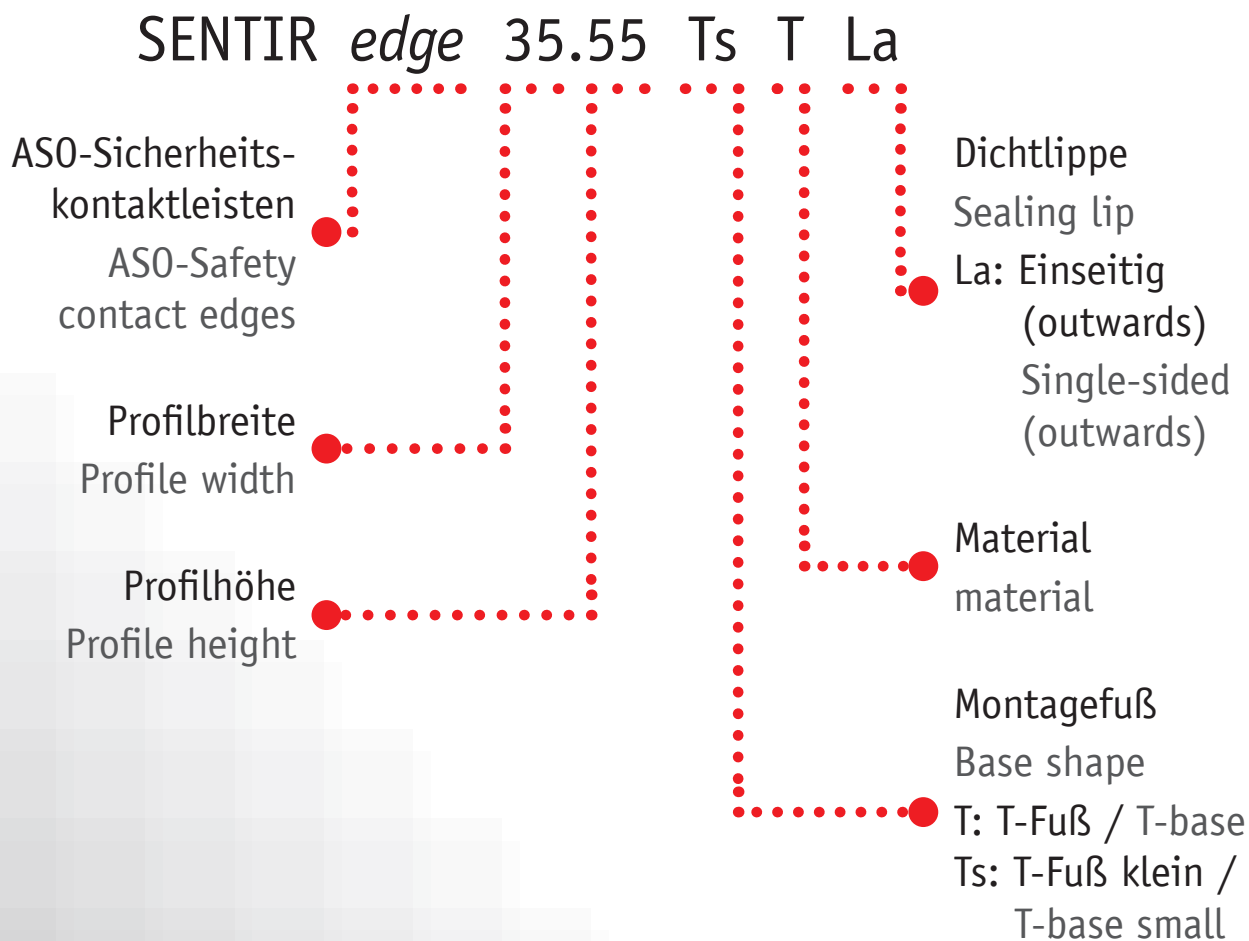 SENTIR edge 35.55 Ts T La
ASO-Sicherheits-
kontaktleisten
ASO-Safety
contact edges
Profilbreite
Profile width
Profilhöhe
Profile height
Dichtlippe
Sealing lip
La: Einseitig
(outwards)
Single-sided
(outwards)
Material
material
Montagefuß
Base shape
T: T-Fuß / T-base
Ts: T-Fuß klein /
T-base small